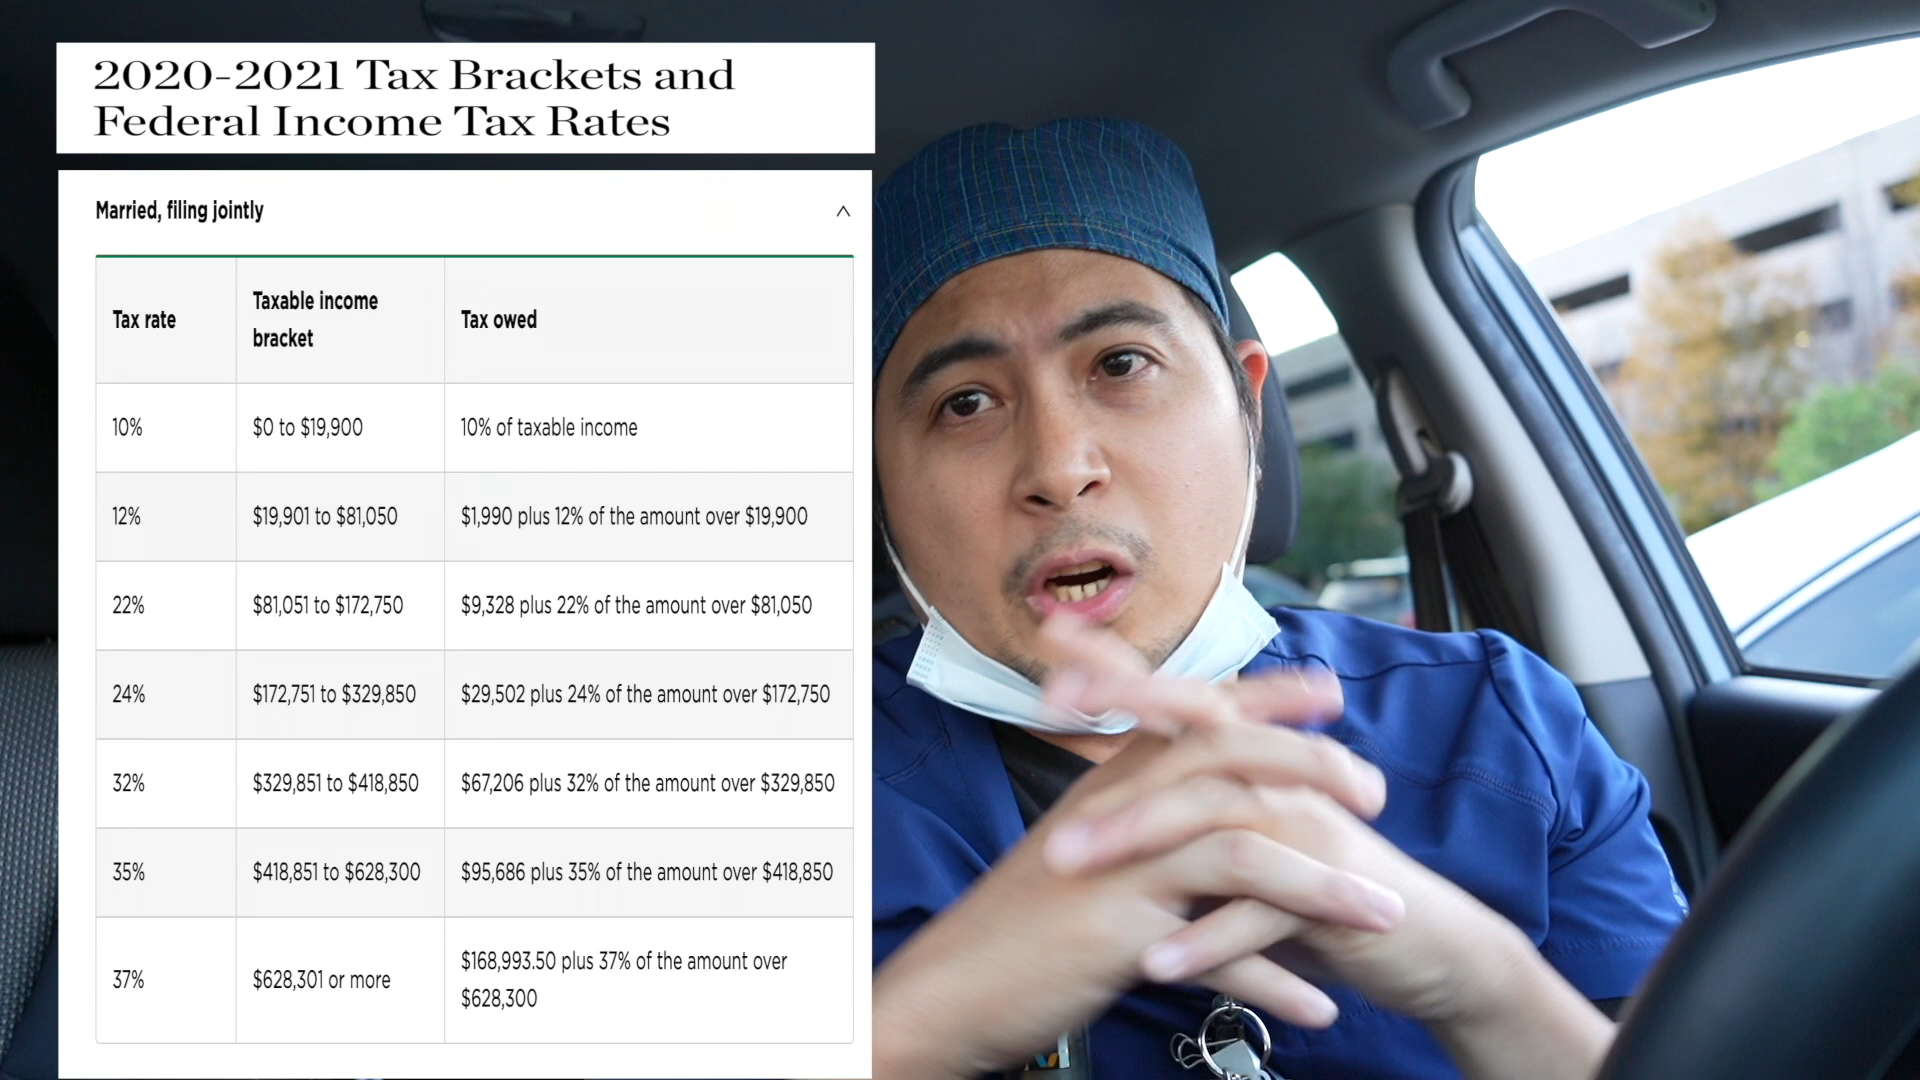 2020-2021 Tax Brackets and
Federal Income Tax Rates
Married, filing jointly
Tax rate
Taxable income
bracket
Tax owed
10%
$0 to $19,900
10% of taxable income
12%
$19,901 to $81,050
$1,990 plus 12% of the amount over $19,900
22%
$81,051 to $172,750
$9,328 plus 22% of the amount over $81,050
24%
$172,751 to $329,850
$29,502 plus 24% of the amount over $172,750
32%
$329,851 to $418,850
$67,206 plus 32% of the amount over $329,850
35%
$418,851 to $628,300
$95,686 plus 35% of the amount over $418,850
37%
$628,301 or more
$168,993.50 plus 37% of the amount over
$628,300